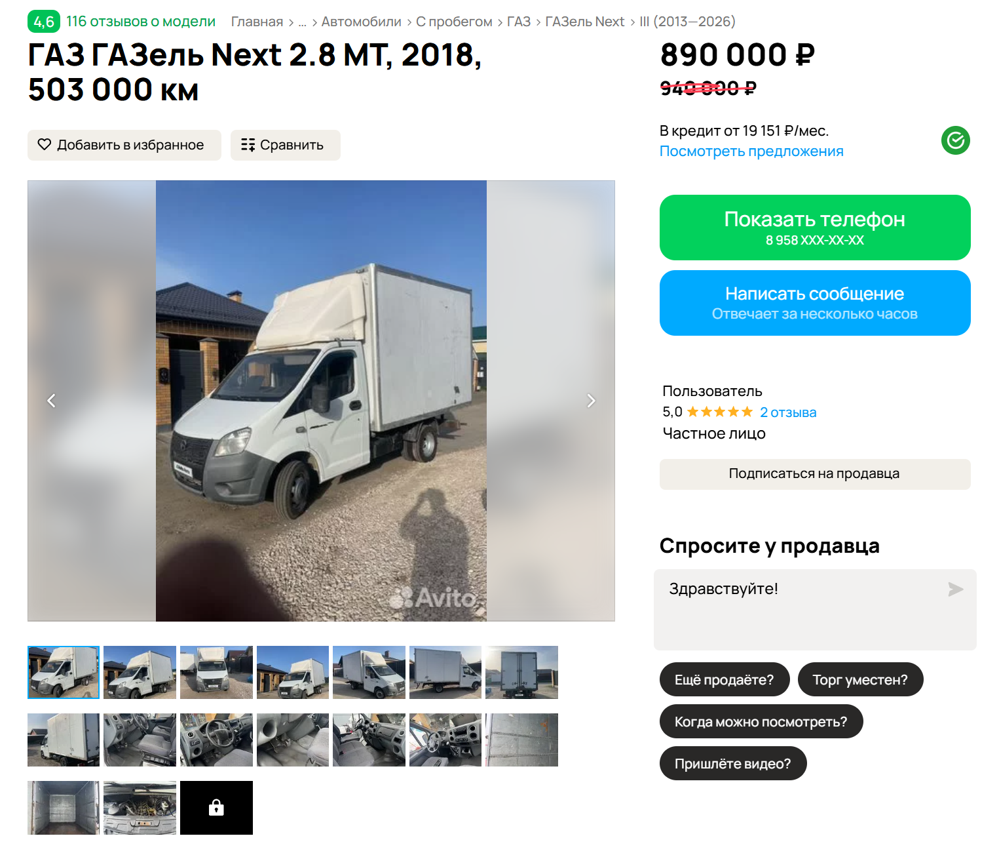 4,6 116 отзывов о модели Главная › ... › Автомобили › С пробегом › ГАЗ › ГАЗель Next › III (2013—2026)
ГАЗ ГАЗель Next 2.8 MT, 2018,
503 000 км
890 000 ₽
940 000 ₽
Добавить в избранное
Сравнить
В кредит от 19 151 ₽/мес.
Посмотреть предложения
Показать телефон
8 958 XXX-XX-XX
Написать сообщение
Отвечает за несколько часов
Пользователь
5,0 2 отзыва
Частное лицо
Подписаться на продавца
Спросите у продавца
Здравствуйте!
Ещё продаёте?
Торг уместен?
Когда можно посмотреть?
Пришлёте видео?
Avito